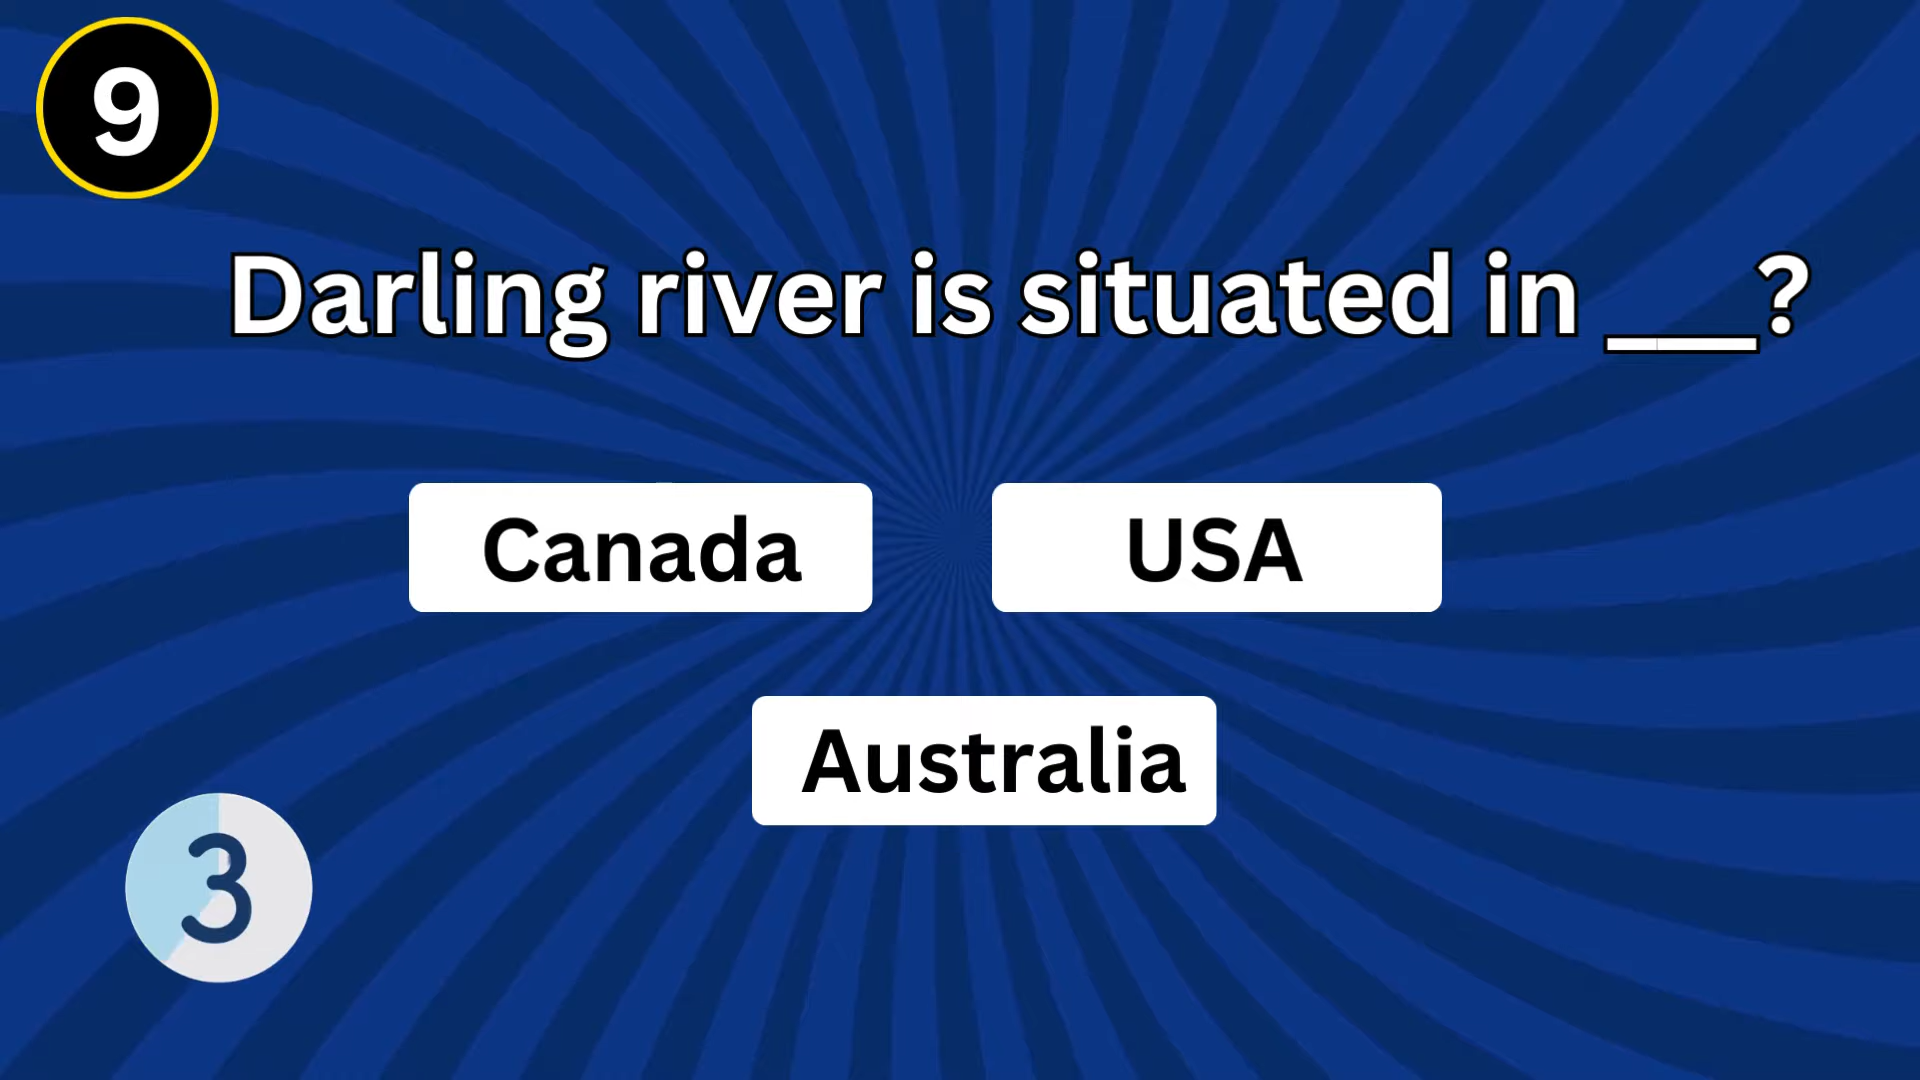 9
Darling river is situated in ___?
Canada
USA
Australia
3